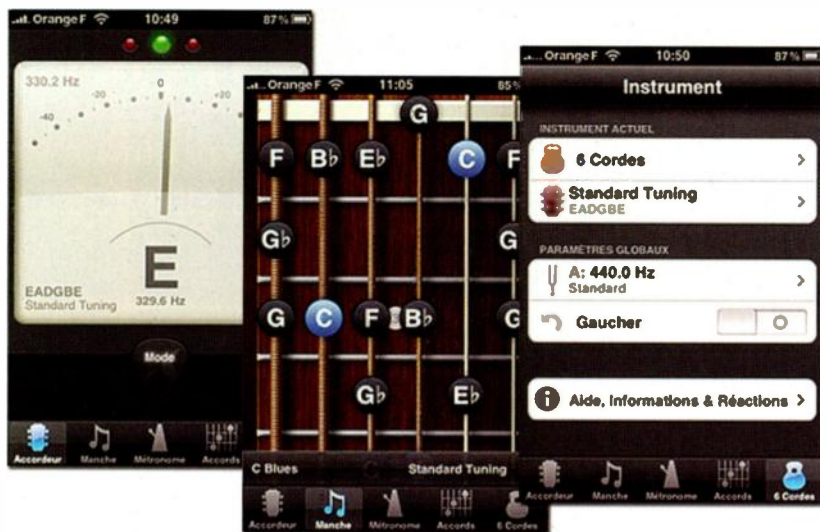 Orange F 10:49 87%
330.2 Hz
0
-20 +20
-40
E
329.6 Hz
EADGBE
Standard Tuning
Mode
Accordeur Manche Métronome Accords
Orange F 11:05 85%
G
F B♭ E♭ C F
G♭ G
G C F B♭ G
G♭ E♭
C Blues Standard Tuning
Accordeur Manche Métronome Accords 6 Cordes
Orange F 10:50 87%
Instrument
INSTRUMENT ACTUEL
6 Cordes
Standard Tuning
EADGBE
PARAMÈTRES GLOBAUX
A: 440.0 Hz
Standard
Gaucher
Aide, Informations & Réactions
Accordeur Manche Métronome Accords 6 Cordes